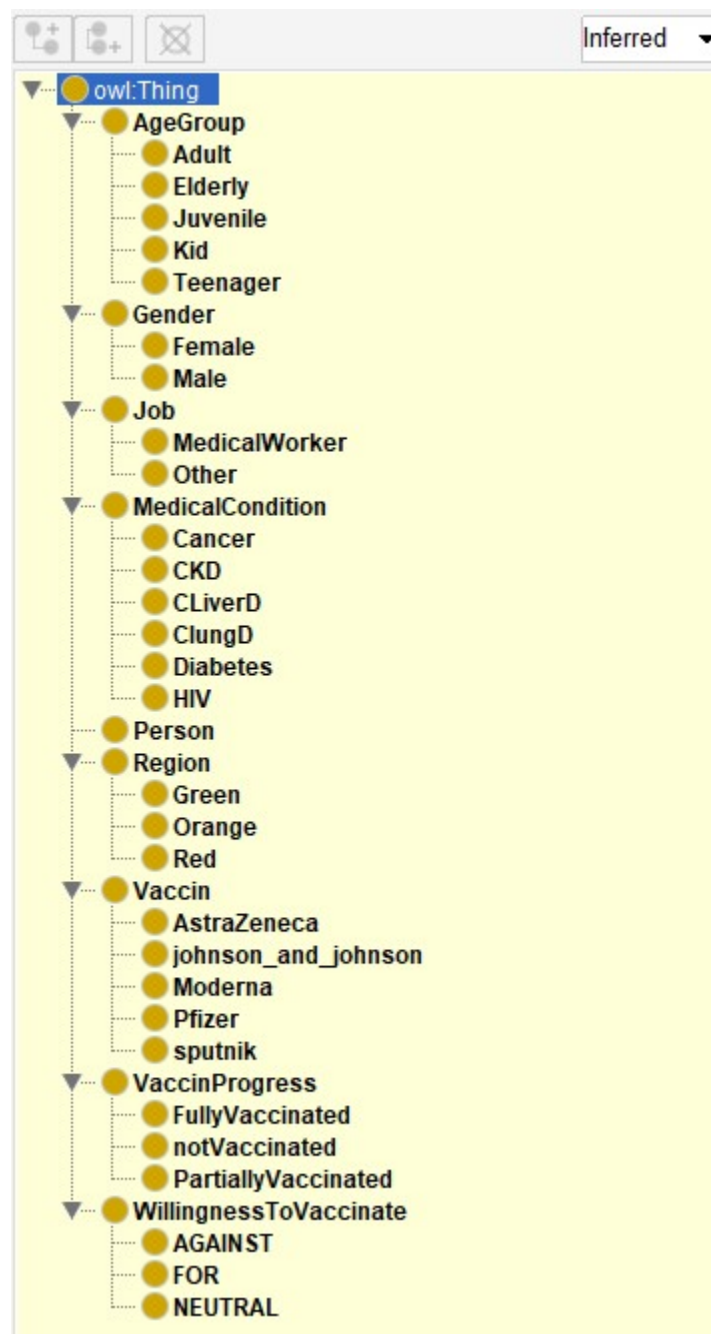 Inferred
owl:Thing
AgeGroup
Adult
Elderly
Juvenile
Kid
Teenager
Gender
Female
Male
Job
MedicalWorker
Other
MedicalCondition
Cancer
CKD
CLiverD
ClungD
Diabetes
HIV
Person
Region
Green
Orange
Red
Vaccin
AstraZeneca
johnson_and_johnson
Moderna
Pfizer
sputnik
VaccinProgress
FullyVaccinated
notVaccinated
PartiallyVaccinated
WillingnessToVaccinate
AGAINST
FOR
NEUTRAL